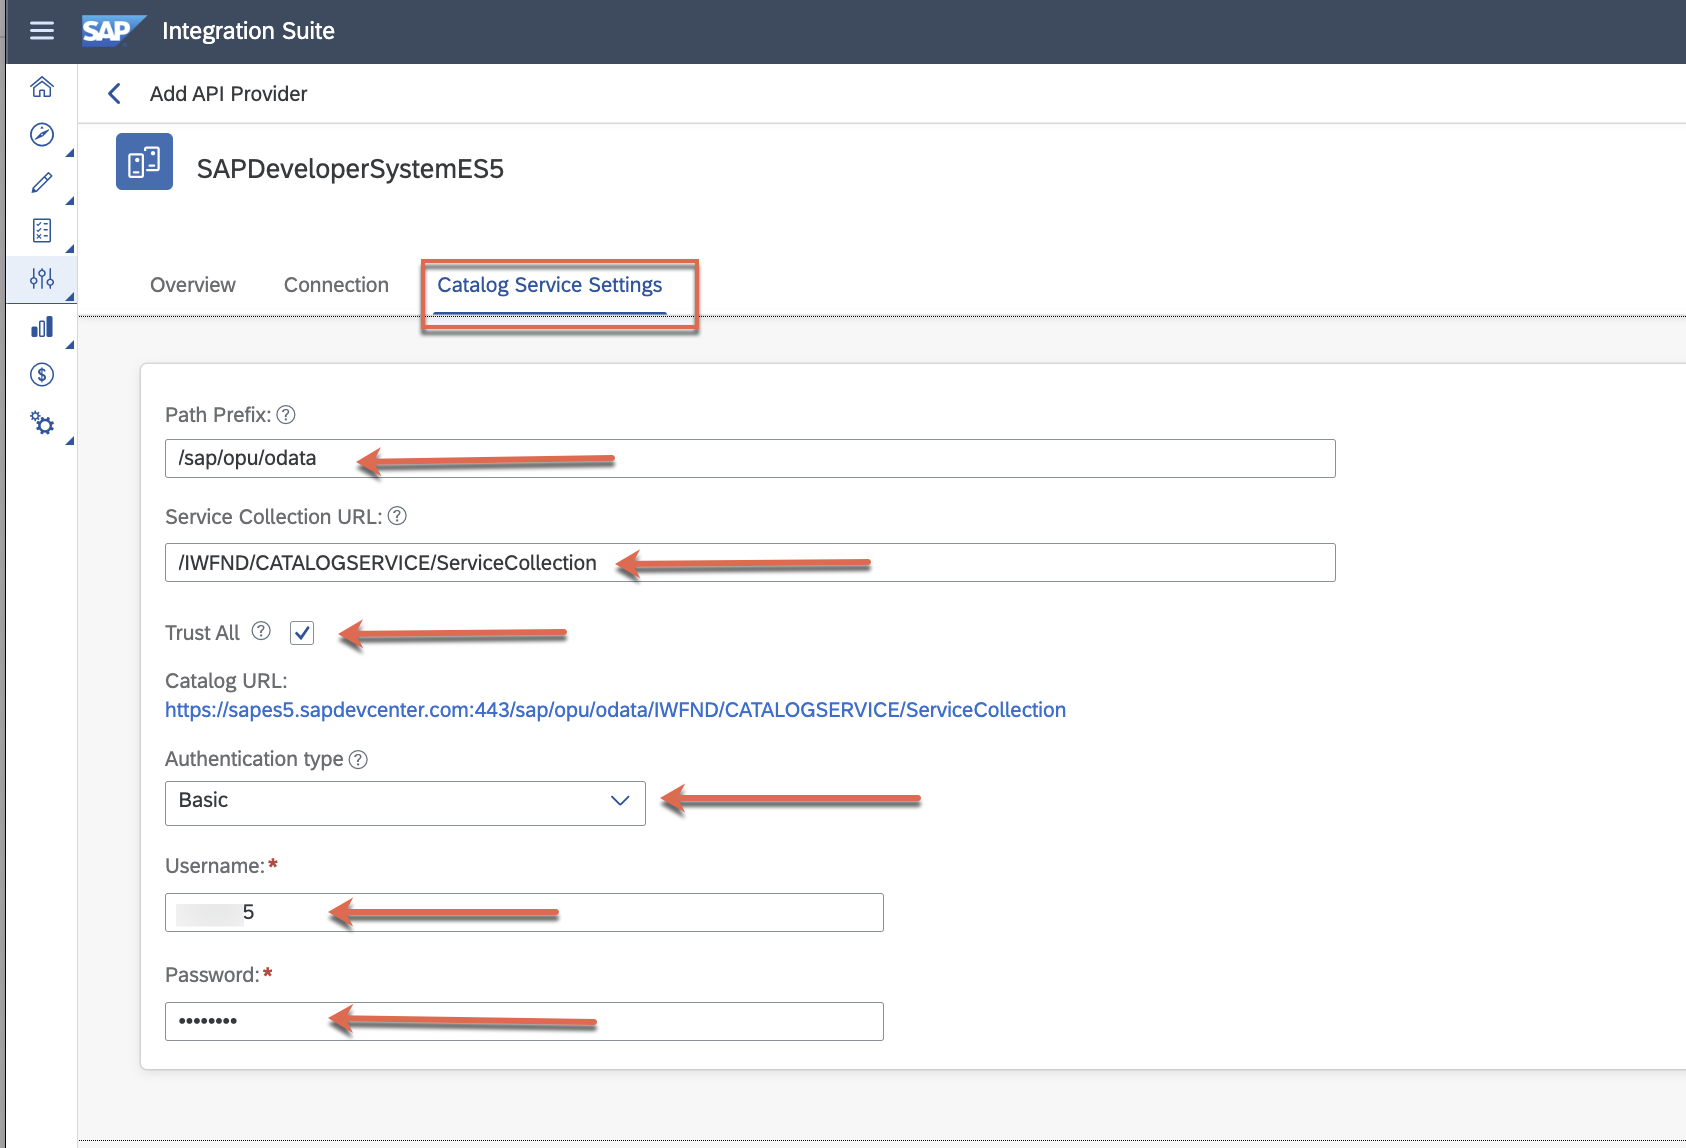 SAP Integration Suite
Add API Provider
SAPDeveloperSystemES5
Overview Connection Catalog Service Settings
Path Prefix:
/sap/opu/odata
Service Collection URL:
/IWFND/CATALOGSERVICE/ServiceCollection
Trust All
Catalog URL:
https://sapes5.sapdevcenter.com:443/sap/opu/odata/IWFND/CATALOGSERVICE/ServiceCollection
Authentication type
Basic
Username:*
5
Password:*
••••••••